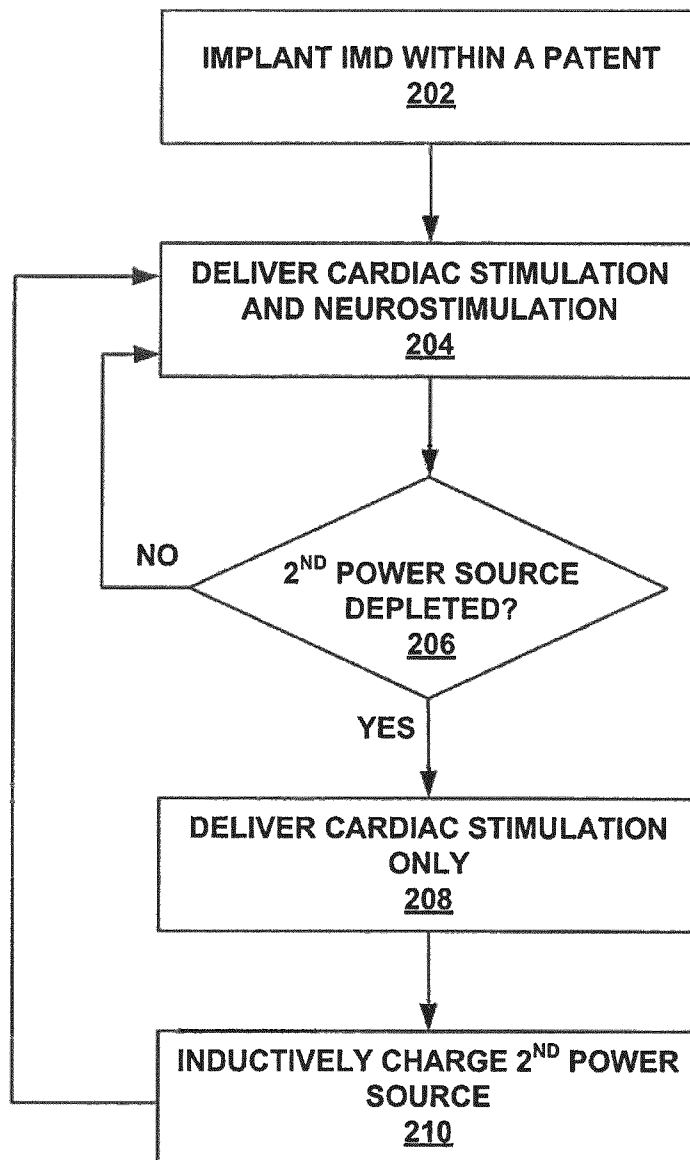 IMPLANT IMD WITHIN A PATENT
202
DELIVER CARDIAC STIMULATION
AND NEUROSTIMULATION
204
NO
2ND POWER SOURCE
DEPLETED?
206
YES
DELIVER CARDIAC STIMULATION
ONLY
208
INDUCTIVELY CHARGE 2ND POWER
SOURCE
210